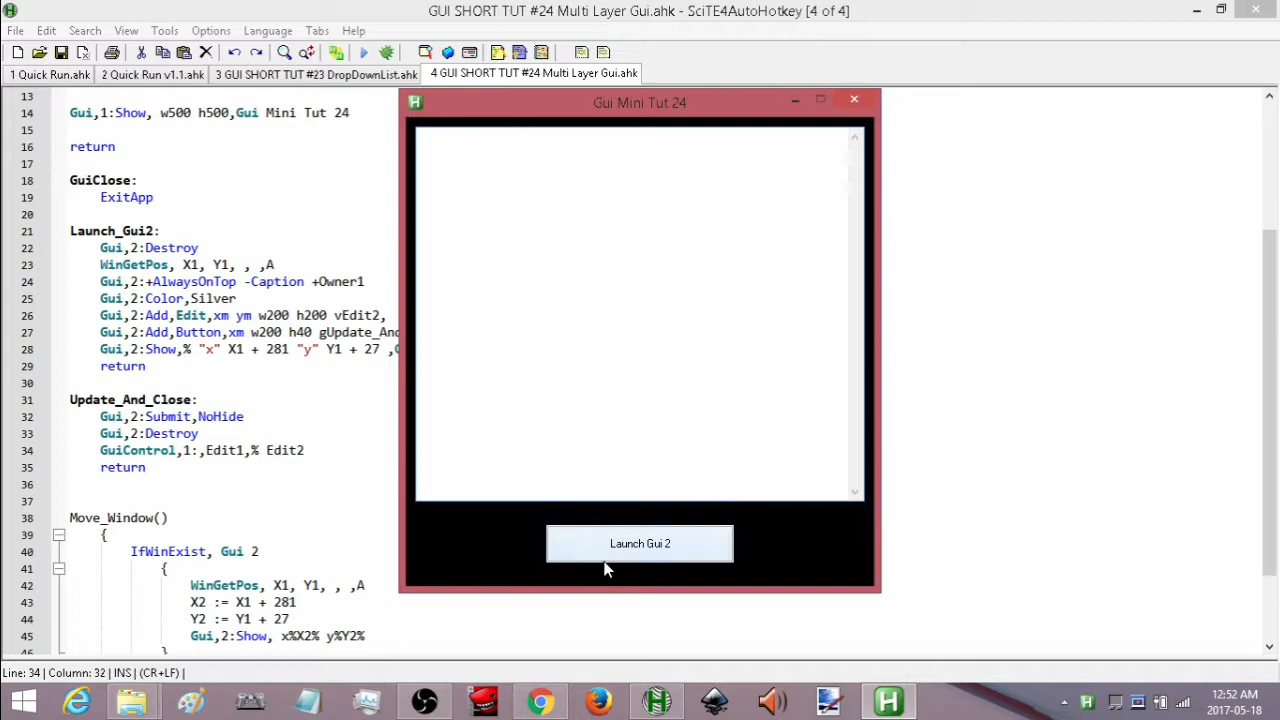 GUI SHORT TUT #24 Multi Layer Gui.ahk - SciTE4AutoHotkey [4 of 4]
File Edit Search View Tools Options Language Tabs Help
1 Quick Run.ahk 2 Quick Run v1.1.ahk 3 GUI SHORT TUT #23 DropDownList.ahk 4 GUI SHORT TUT #24 Multi Layer Gui.ahk
13
14 Gui,1:Show, w500 h500,Gui Mini Tut 24
15
16 return
17
18 GuiClose:
19 ExitApp
20
21 Launch_Gui2:
22 Gui,2:Destroy
23 WinGetPos, X1, Y1, , ,A
24 Gui,2:+AlwaysOnTop -Caption +Owner1
25 Gui,2:Color,Silver
26 Gui,2:Add,Edit,xm ym w200 h200 vEdit2,
27 Gui,2:Add,Button,xm w200 h40 gUpdate_And
28 Gui,2:Show,% "x" X1 + 281 "y" Y1 + 27 ,
29 return
30
31 Update_And_Close:
32 Gui,2:Submit,NoHide
33 Gui,2:Destroy
34 GuiControl,1:,Edit1,% Edit2
35 return
36
37
38 Move_Window()
39 {
40 IfWinExist, Gui 2
41 {
42 WinGetPos, X1, Y1, , ,A
43 X2 := X1 + 281
44 Y2 := Y1 + 27
45 Gui,2:Show, x%X2% y%Y2%
46 }
Gui Mini Tut 24
Launch Gui 2
Line: 34 | Column: 32 | INS | (CR+LF) |
12:52 AM
2017-05-18